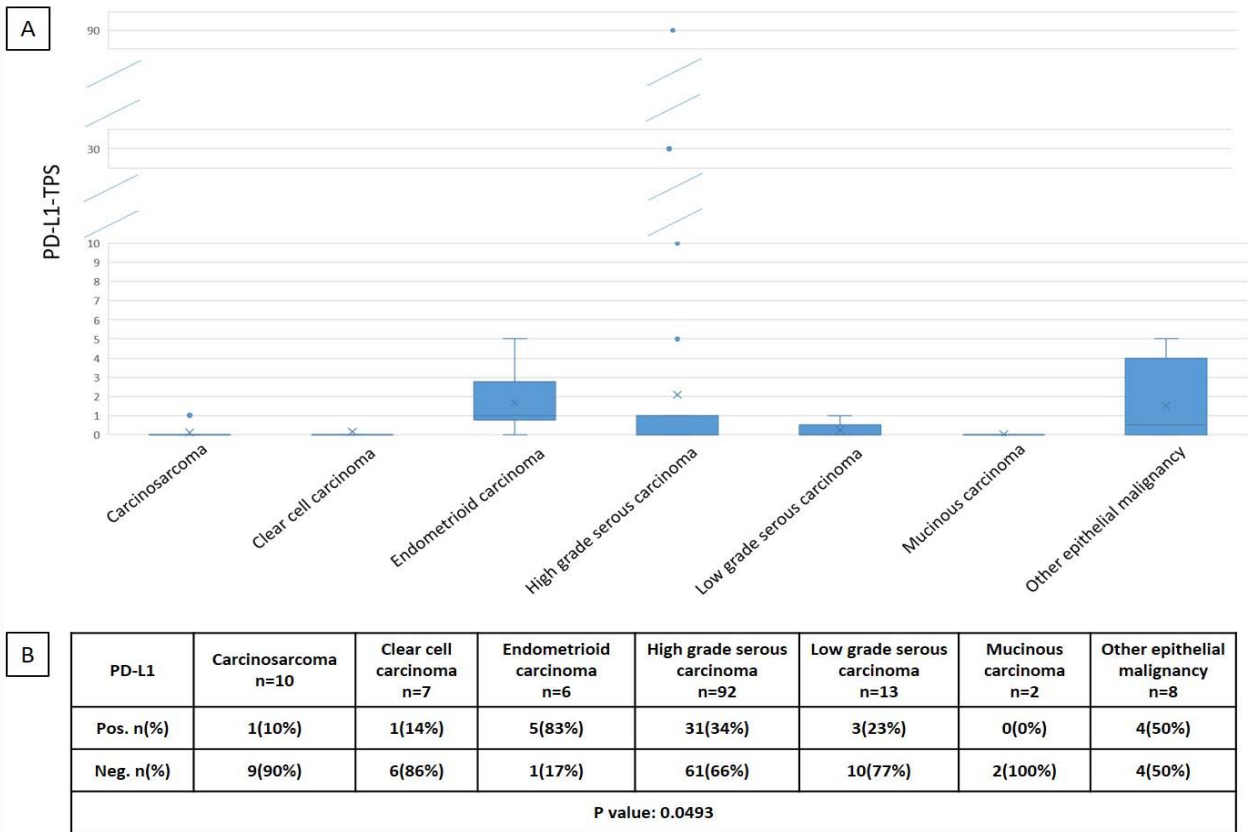 A
90
30
PD-L1-TPS
10
9
8
7
6
5
4
3
2
1
0
Carcinosarcoma
Clear cell carcinoma
Endometrioid carcinoma
High grade serous carcinoma
Low grade serous carcinoma
Mucinous carcinoma
Other epithelial malignancy
B
PD-L1
Carcinosarcoma
n=10
Clear cell
carcinoma
n=7
Endometrioid
carcinoma
n=6
High grade serous
carcinoma
n=92
Low grade serous
carcinoma
n=13
Mucinous
carcinoma
n=2
Other epithelial
malignancy
n=8
Pos. n(%) 1(10%) 1(14%) 5(83%) 31(34%) 3(23%) 0(0%) 4(50%)
Neg. n(%) 9(90%) 6(86%) 1(17%) 61(66%) 10(77%) 2(100%) 4(50%)
P value: 0.0493